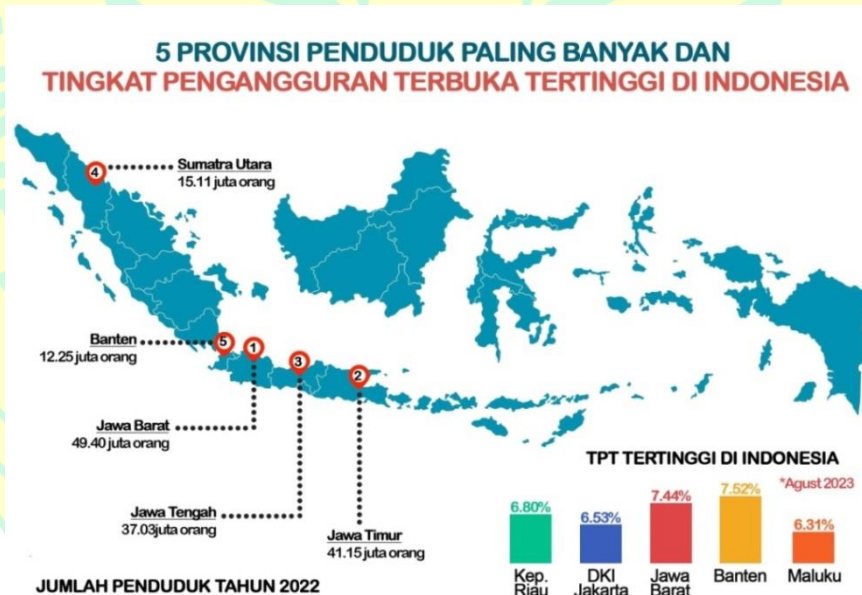 5 PROVINSI PENDUDUK PALING BANYAK DAN
TINGKAT PENGANGGURAN TERBUKA TERTINGGI DI INDONESIA
4
Sumatra Utara
15.11 juta orang
Banten
12.25 juta orang
5
1
3
2
Jawa Barat
49.40 juta orang
Jawa Tengah
37.03juta orang
Jawa Timur
41.15 juta orang
JUMLAH PENDUDUK TAHUN 2022
TPT TERTINGGI DI INDONESIA
*Agust 2023
6.80%
6.53%
7.44%
7.52%
6.31%
Kep.
Riau
DKI
Jakarta
Jawa
Barat
Banten
Maluku